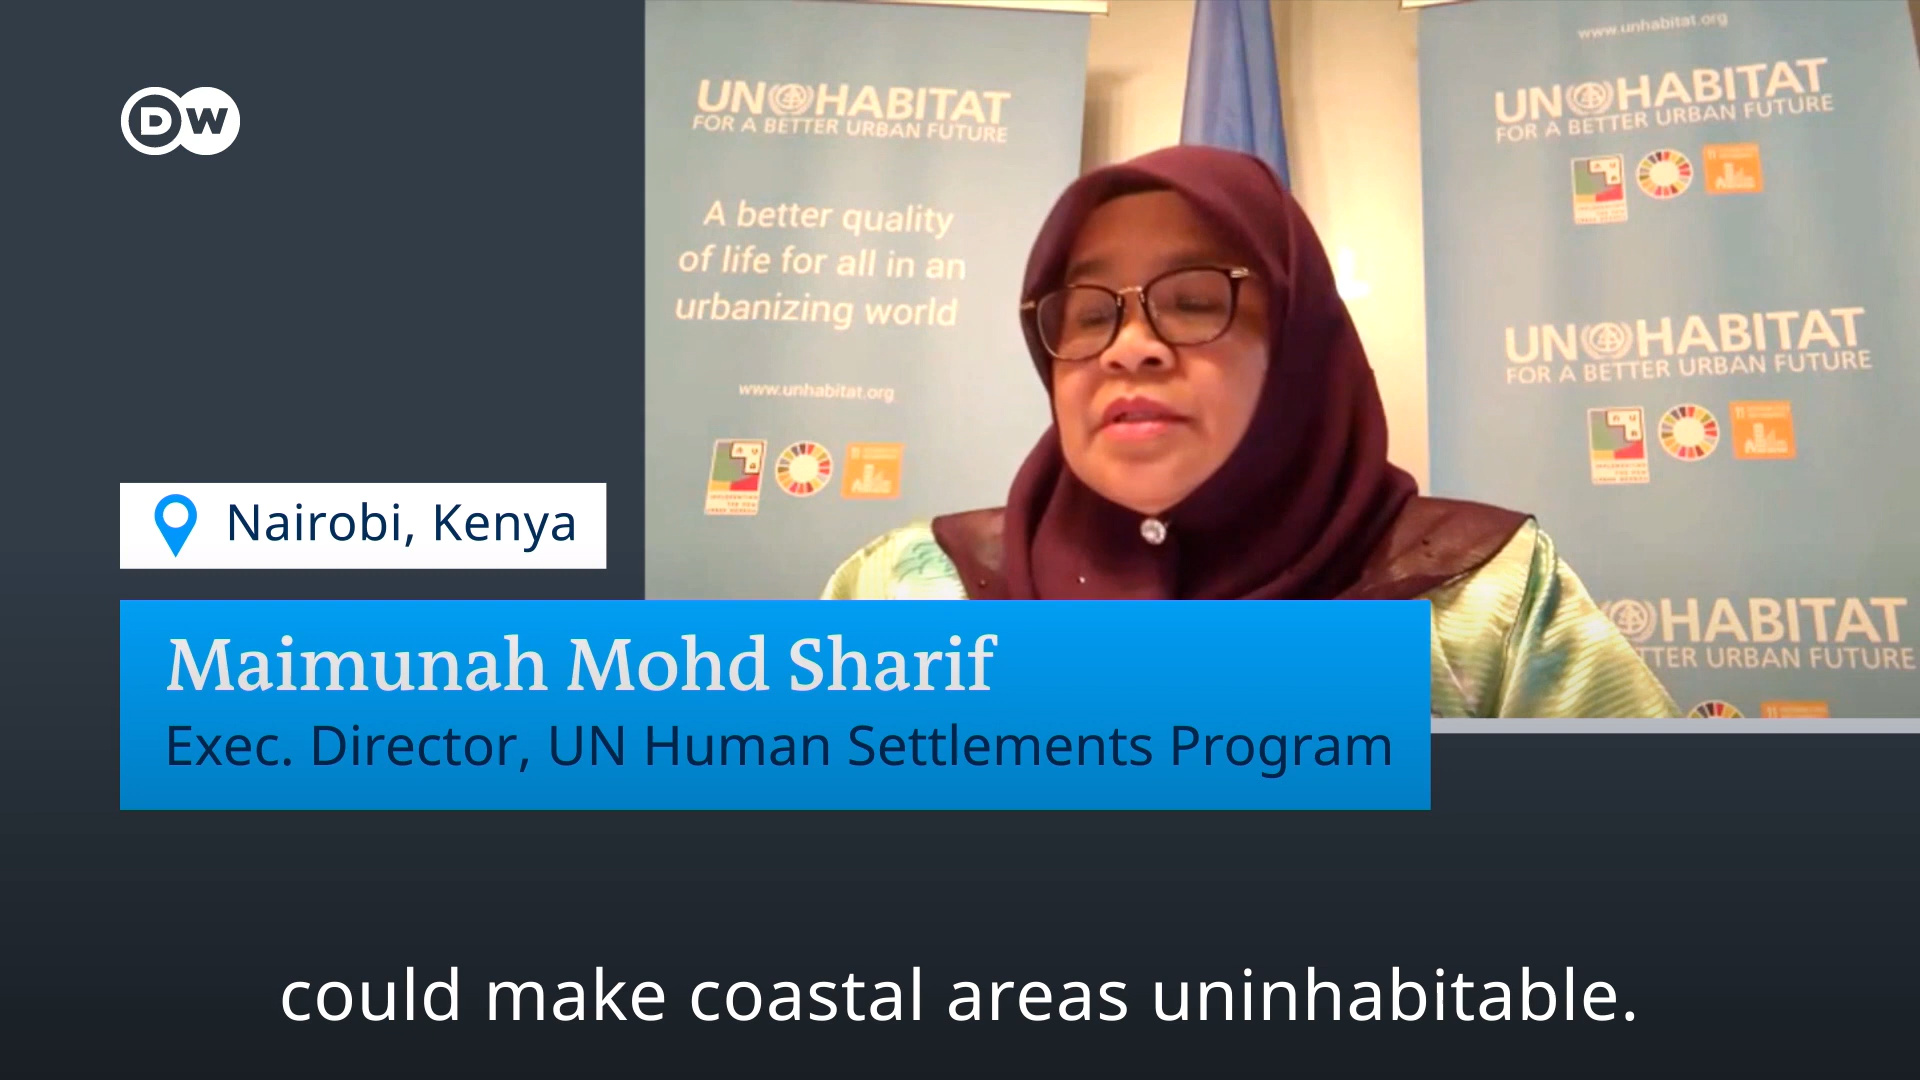 DW
UN HABITAT
FOR A BETTER URBAN FUTURE
A better quality
of life for all in an
urbanizing world
www.unhabitat.org
www.unhabitat.org
UN HABITAT
FOR A BETTER URBAN FUTURE
UN HABITAT
FOR A BETTER URBAN FUTURE
HABITAT
TTER URBAN FUTURE
Nairobi, Kenya
Maimunah Mohd Sharif
Exec. Director, UN Human Settlements Program
could make coastal areas uninhabitable.